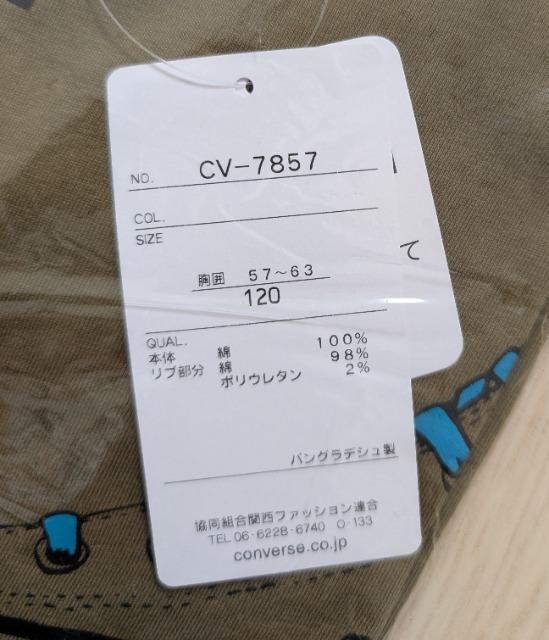 NO. CV-7857
COL.
SIZE
胸囲 57~63
120
QUAL.
本体 綿 100%
リブ部分 綿 98%
ポリウレタン 2%
バングラデシュ製
協同組合関西ファッション連合
TEL 06-6228-6740 O-133
converse.co.jp
て